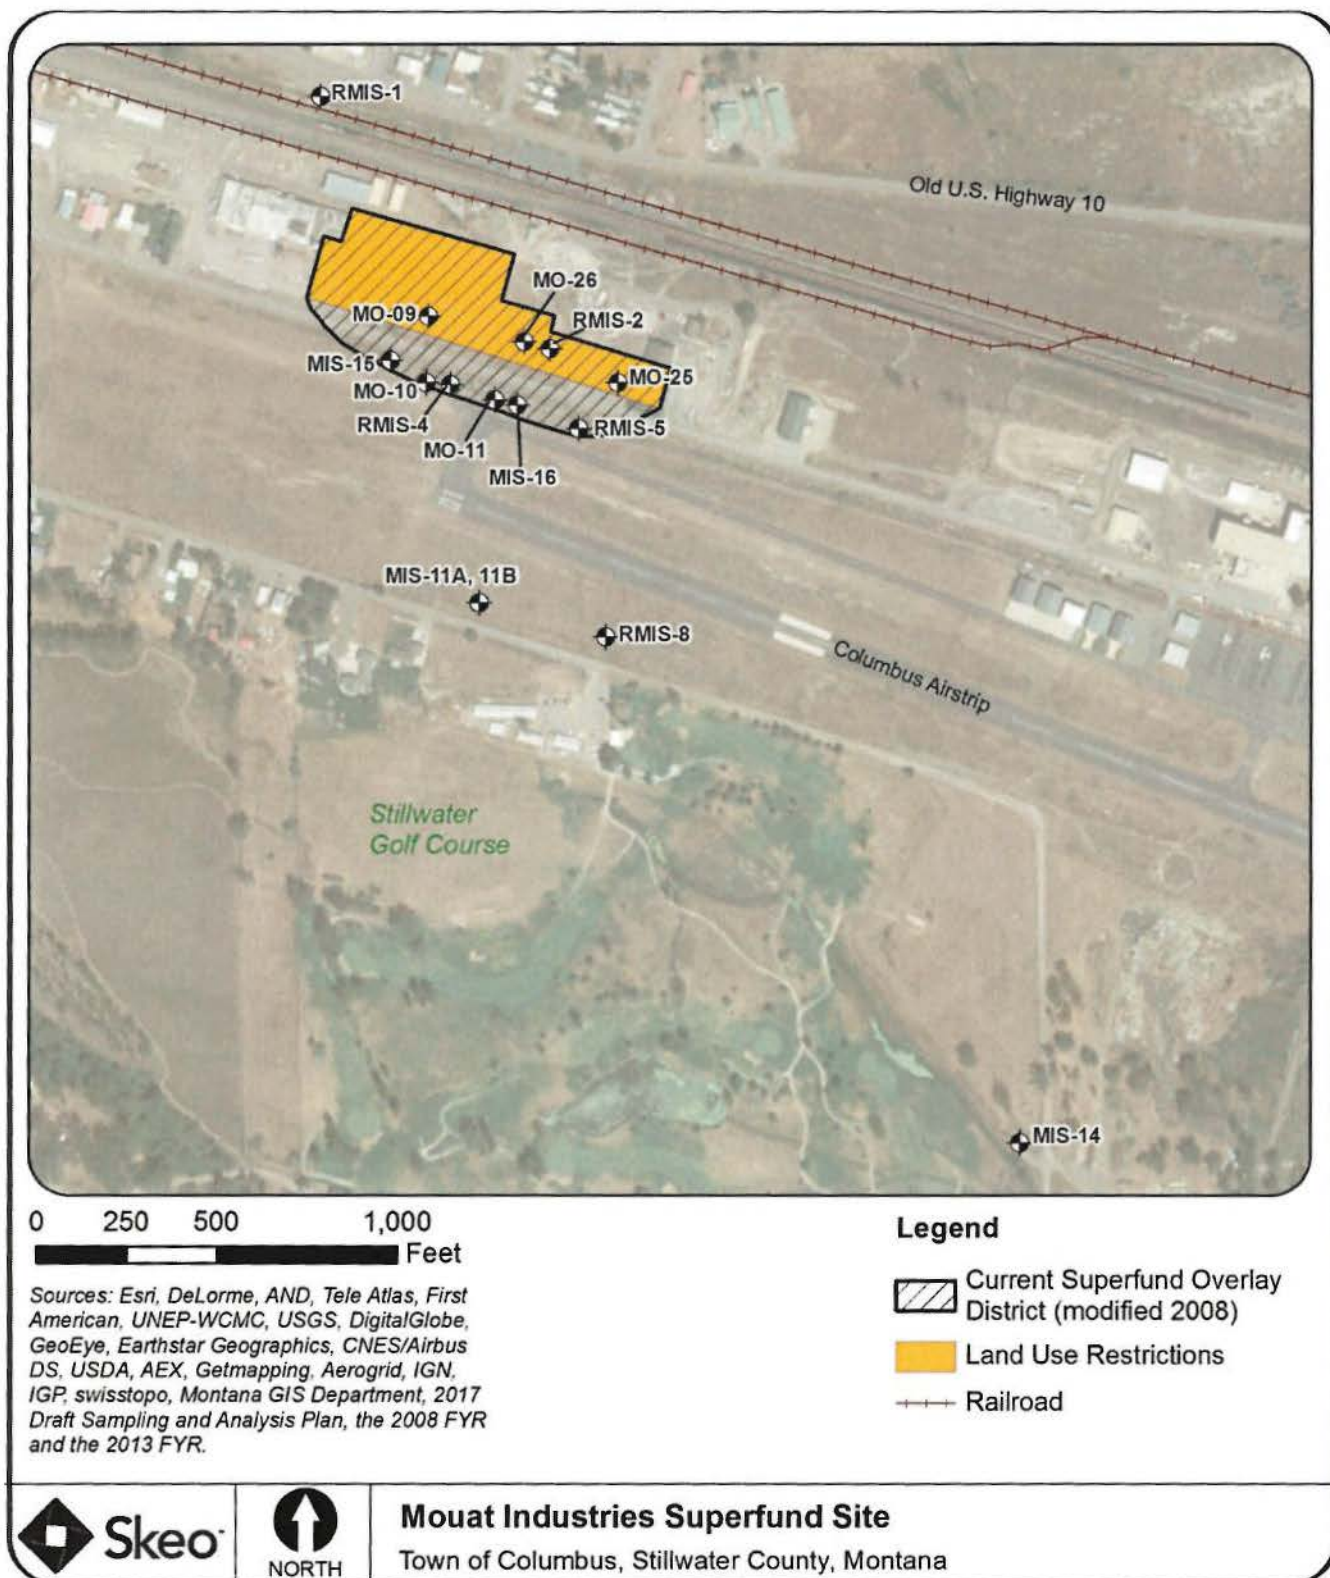 RMIS-1
Old U.S. Highway 10
MO-26
MO-09
RMIS-2
MIS-15
MO-25
MO-10
RMIS-4
RMIS-5
MO-11
MIS-16
MIS-11A, 11B
RMIS-8
Columbus Airstrip
Stillwater
Golf Course
MIS-14
0 250 500 1,000
Feet
Sources: Esri, DeLorme, AND, Tele Atlas, First
American, UNEP-WCMC, USGS, DigitalGlobe,
GeoEye, Earthstar Geographics, CNES/Airbus
DS, USDA, AEX, Getmapping, Aerogrid, IGN,
IGP, swisstopo, Montana GIS Department, 2017
Draft Sampling and Analysis Plan, the 2008 FYR
and the 2013 FYR.
Legend
Current Superfund Overlay
District (modified 2008)
Land Use Restrictions
Railroad
Skeo
NORTH
Mouat Industries Superfund Site
Town of Columbus, Stillwater County, Montana